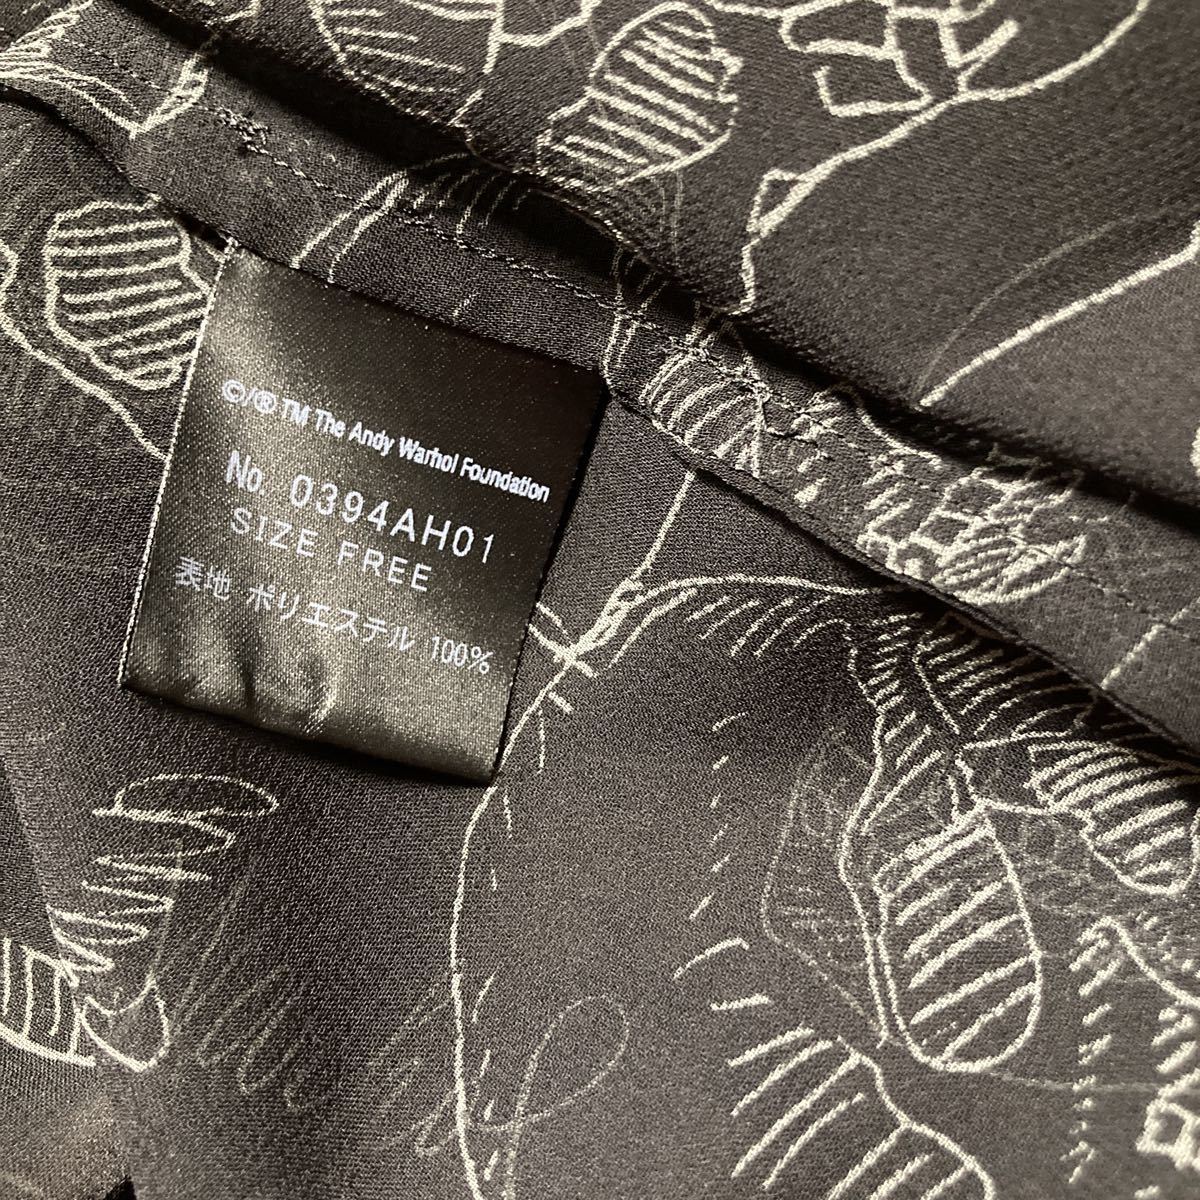 ©/®TM The Andy Warhol Foundation
No. 0394AH01
SIZE FREE
表地 ポリエステル 100%